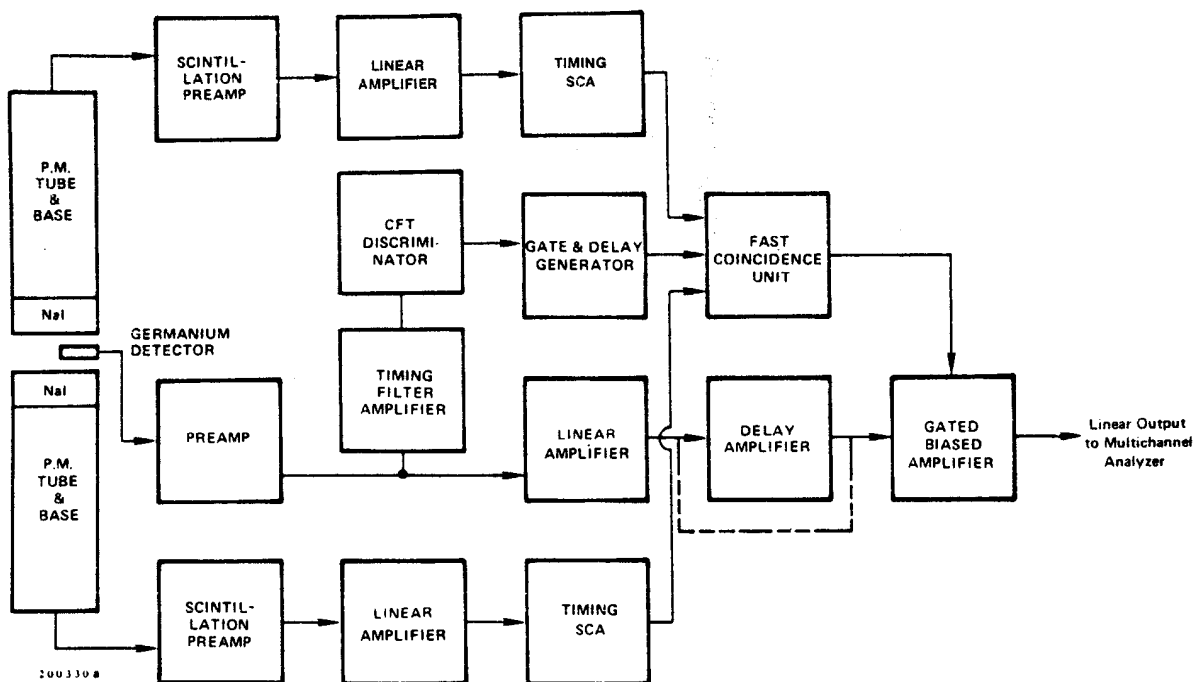 SCINTIL-
LATION
PREAMP
LINEAR
AMPLIFIER
TIMING
SCA
P.M.
TUBE
&
BASE
NaI
CFT
DISCRIMI-
NATOR
GATE & DELAY
GENERATOR
FAST
COINCIDENCE
UNIT
GERMANIUM
DETECTOR
TIMING
FILTER
AMPLIFIER
NaI
P.M.
TUBE
&
BASE
PREAMP
LINEAR
AMPLIFIER
DELAY
AMPLIFIER
GATED
BIASED
AMPLIFIER
Linear Output
to Multichannel
Analyzer
SCINTIL-
LATION
PREAMP
LINEAR
AMPLIFIER
TIMING
SCA
200330a